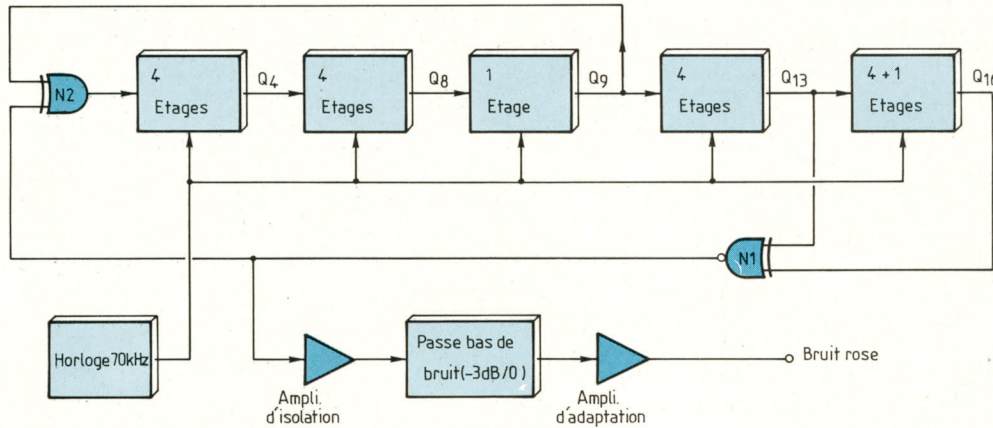 N2
4
Etages
Q4
4
Etages
Q8
1
Etage
Q9
4
Etages
Q13
4 + 1
Etages
Q16
N1
Horloge 70kHz
Ampli.
d'isolation
Passe bas de
bruit(-3dB/0)
Ampli.
d'adaptation
Bruit rose